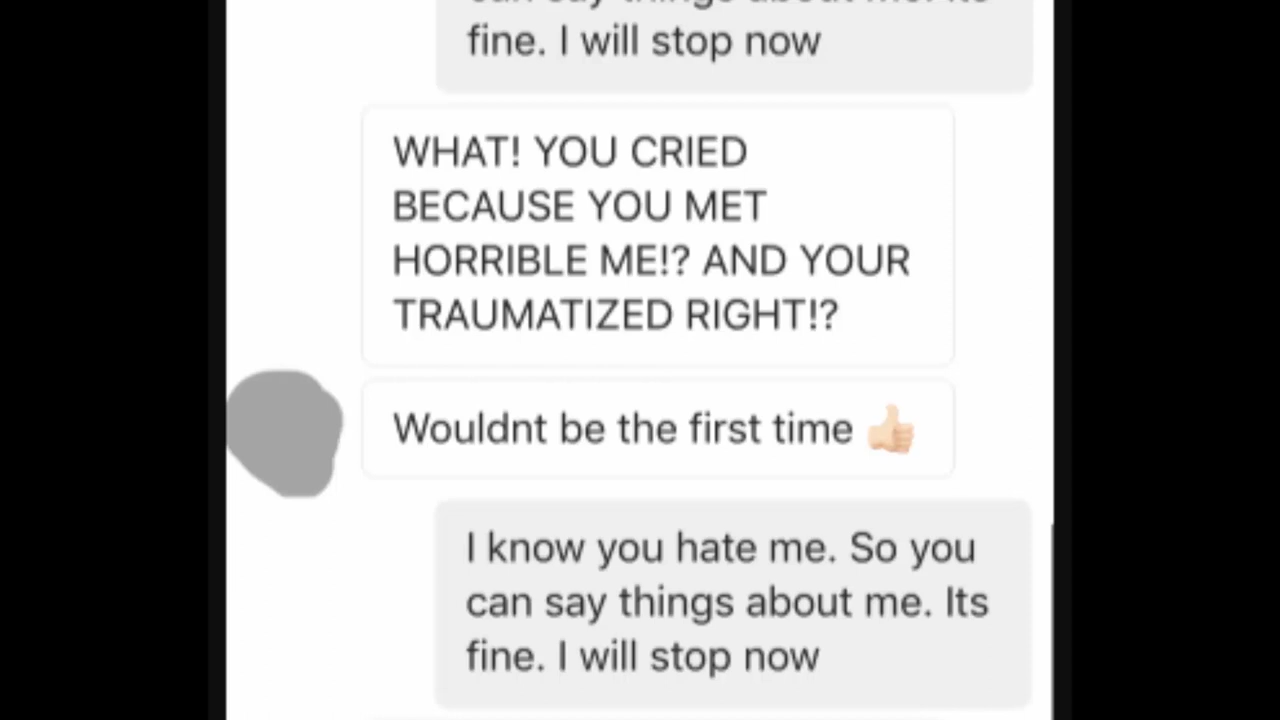 fine. I will stop now
WHAT! YOU CRIED
BECAUSE YOU MET
HORRIBLE ME!? AND YOUR
TRAUMATIZED RIGHT!?
Wouldnt be the first time 👍🏻
I know you hate me. So you
can say things about me. Its
fine. I will stop now